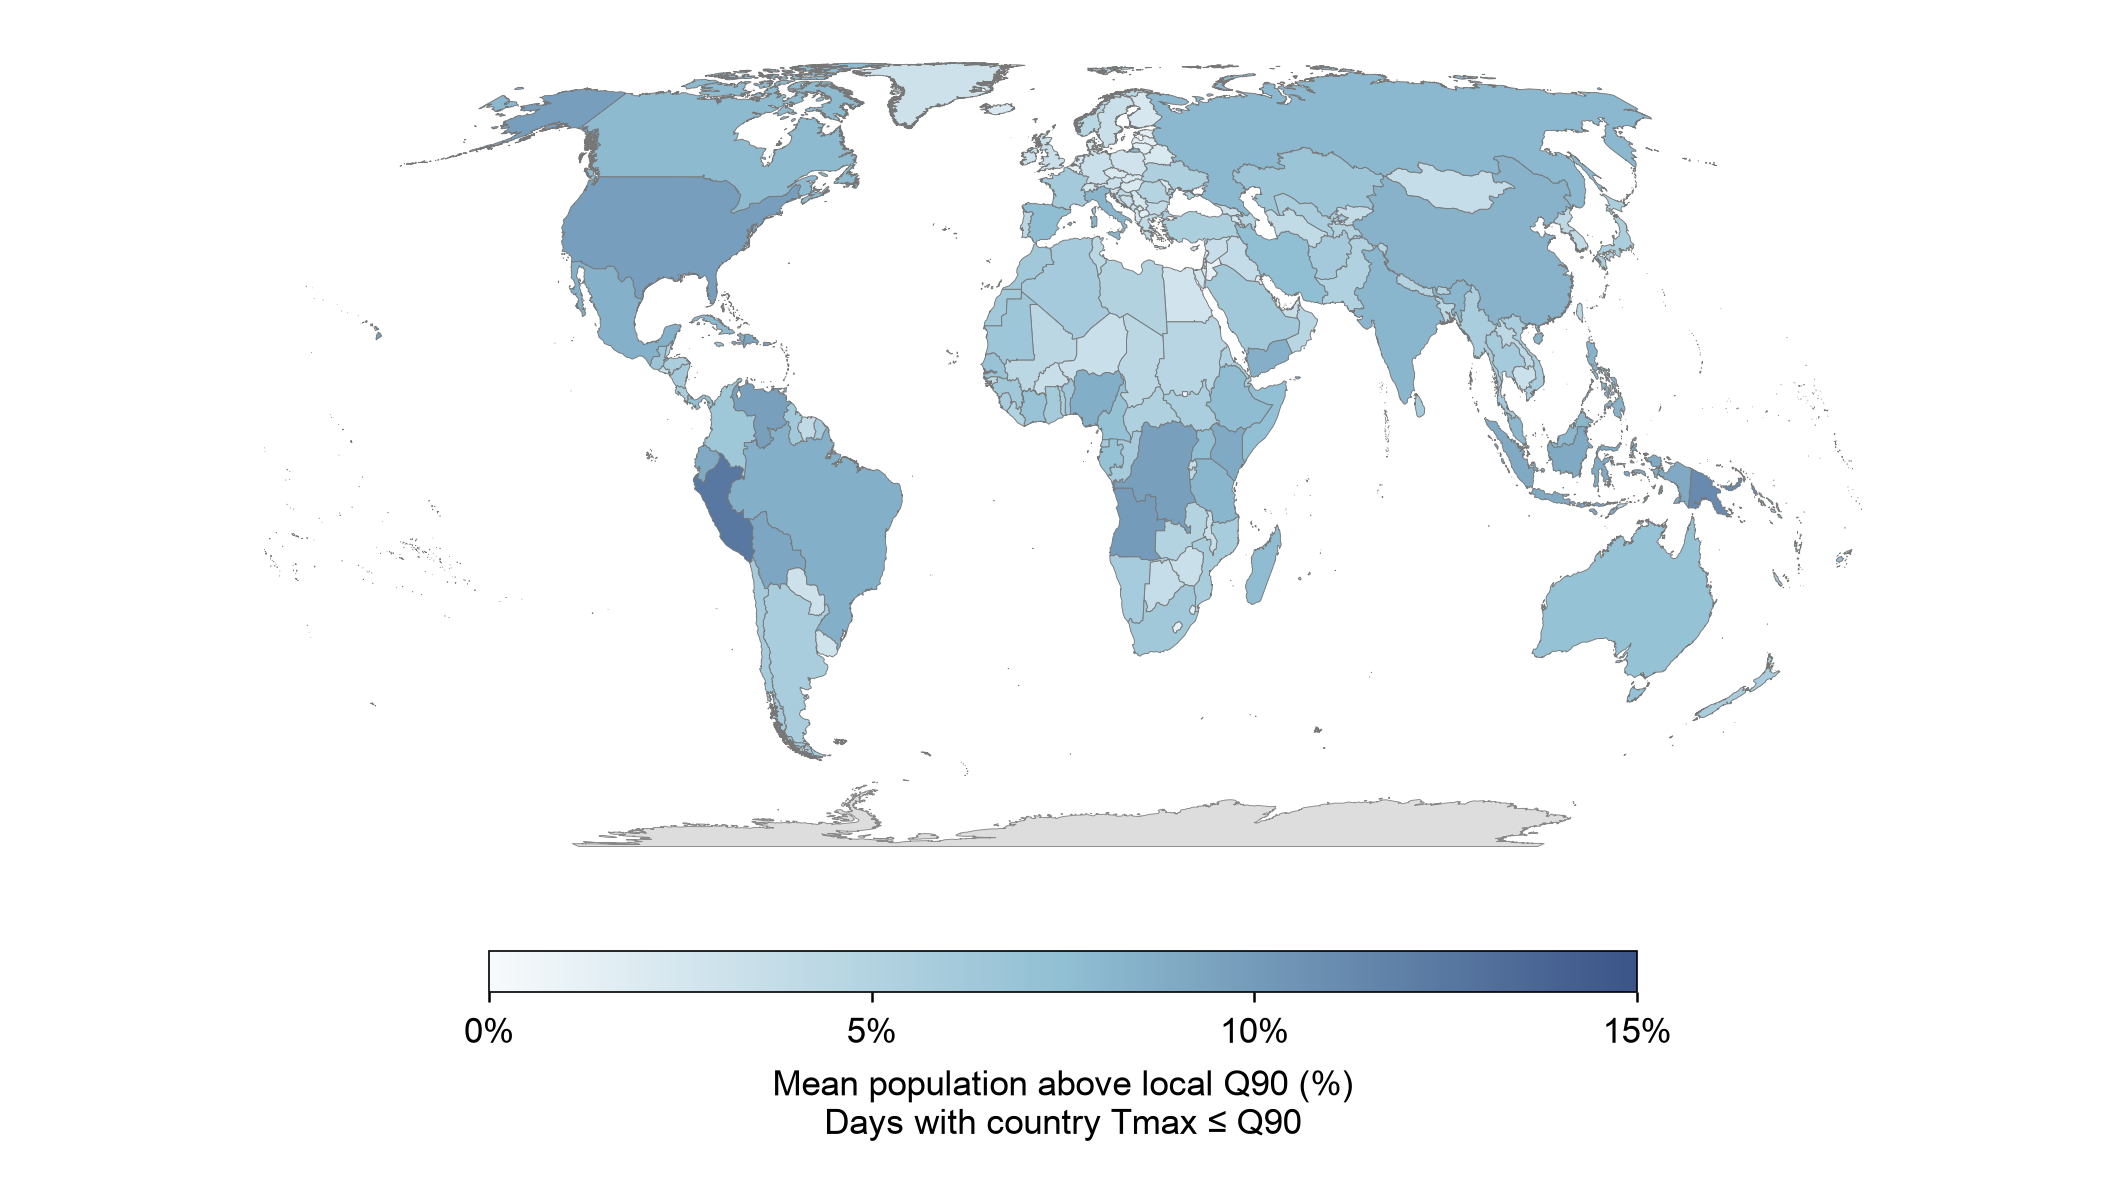 0% 5% 10% 15%
Mean population above local Q90 (%)
Days with country Tmax ≤ Q90